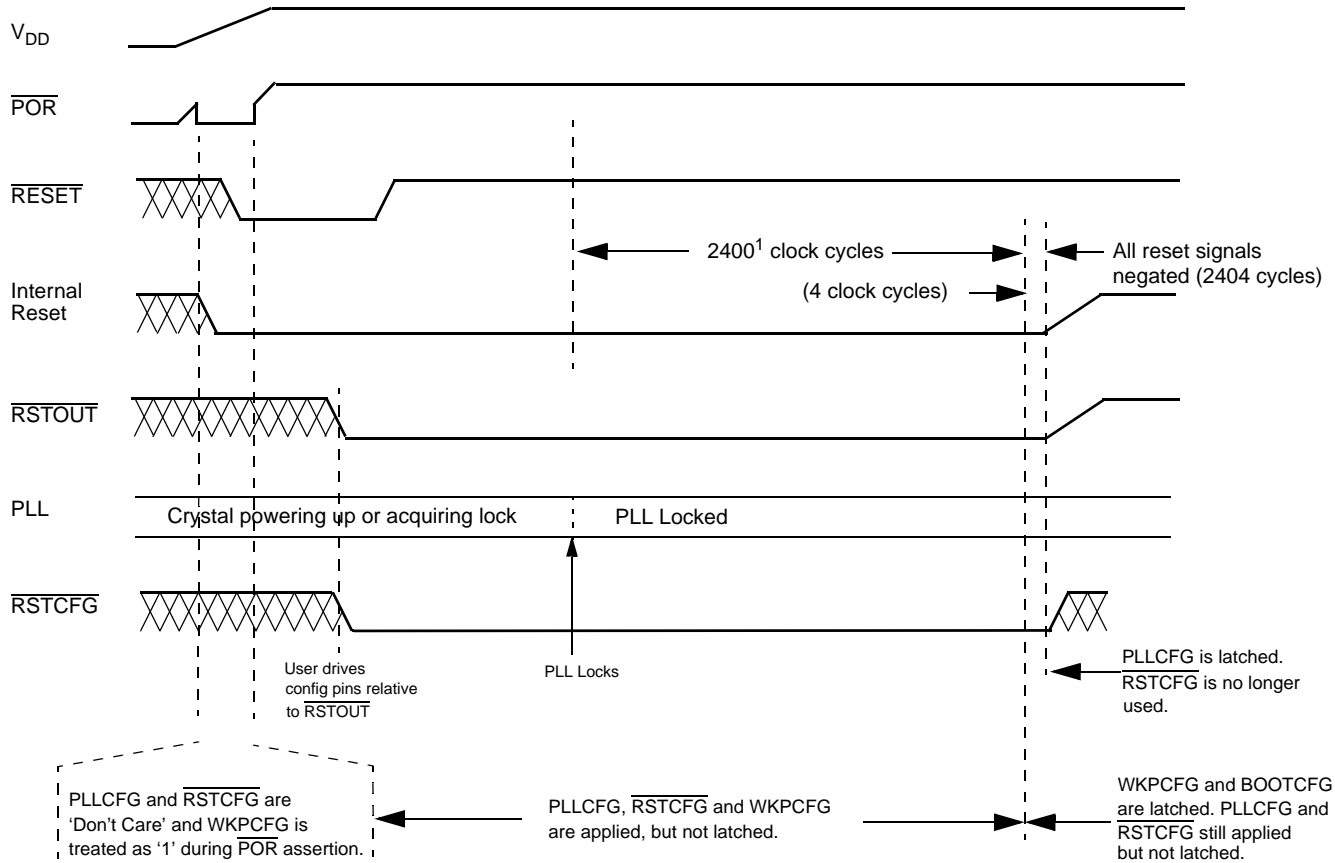 VDD
POR
RESET
2400¹ clock cycles
All reset signals
negated (2404 cycles)
(4 clock cycles)
Internal
Reset
RSTOUT
PLL
Crystal powering up or acquiring lock
PLL Locked
RSTCFG
User drives
config pins relative
to RSTOUT
PLL Locks
PLLCFG is latched.
RSTCFG is no longer
used.
PLLCFG and RSTCFG are
‘Don’t Care’ and WKPCFG is
treated as ‘1’ during POR assertion.
PLLCFG, RSTCFG and WKPCFG
are applied, but not latched.
WKPCFG and BOOTCFG
are latched. PLLCFG and
RSTCFG still applied
but not latched.